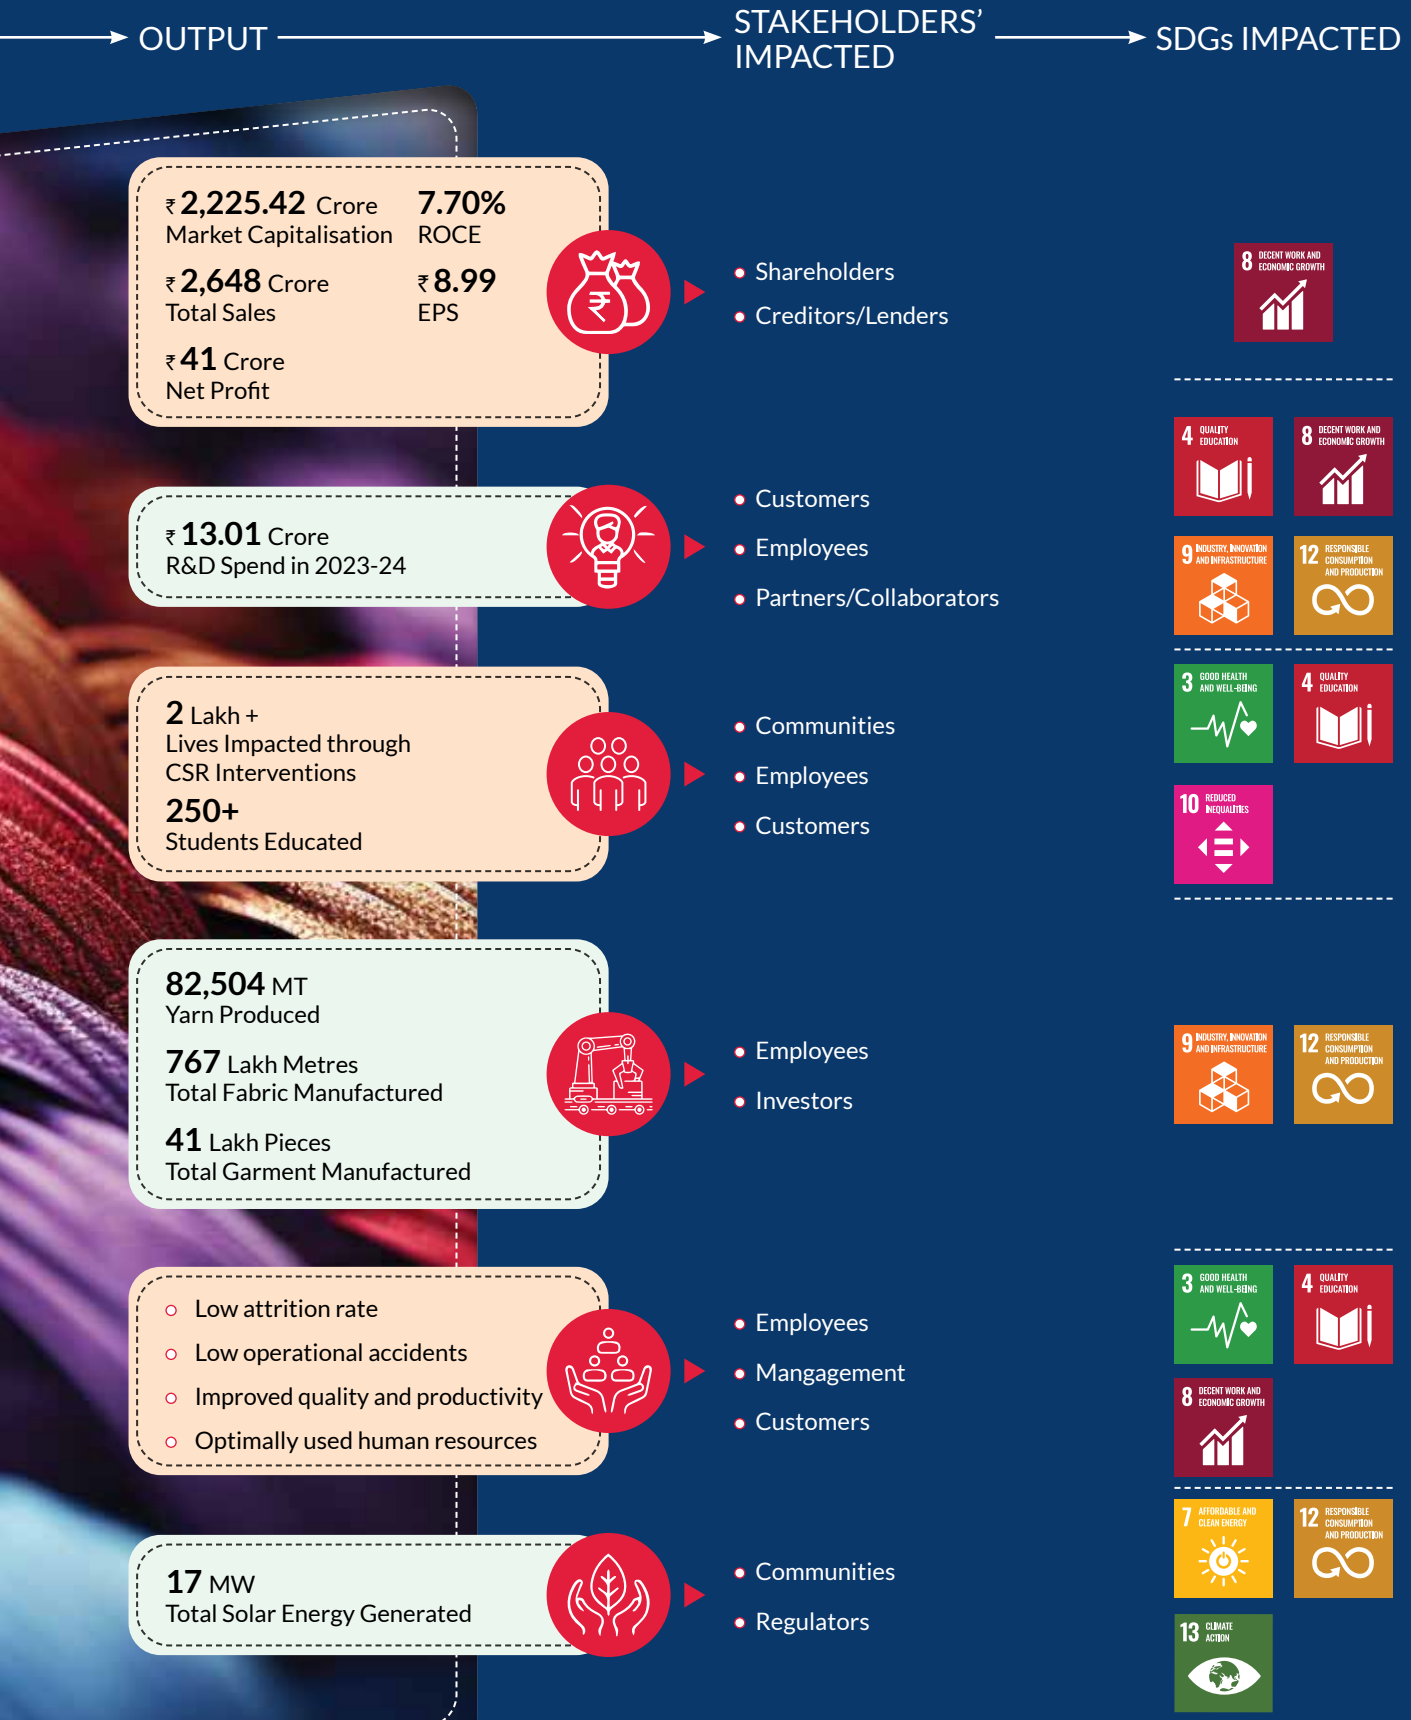 OUTPUT
STAKEHOLDERS’
IMPACTED
SDGs IMPACTED
₹ 2,225.42 Crore
Market Capitalisation
7.70%
ROCE
₹ 2,648 Crore
Total Sales
₹ 8.99
EPS
₹ 41 Crore
Net Profit
₹
Shareholders
Creditors/Lenders
8 DECENT WORK AND
ECONOMIC GROWTH
₹ 13.01 Crore
R&D Spend in 2023-24
Customers
Employees
Partners/Collaborators
4 QUALITY
EDUCATION
8 DECENT WORK AND
ECONOMIC GROWTH
9 INDUSTRY, INNOVATION
AND INFRASTRUCTURE
12 RESPONSIBLE
CONSUMPTION
AND PRODUCTION
2 Lakh +
Lives Impacted through
CSR Interventions
250+
Students Educated
Communities
Employees
Customers
3 GOOD HEALTH
AND WELL-BEING
4 QUALITY
EDUCATION
10 REDUCED
INEQUALITIES
82,504 MT
Yarn Produced
767 Lakh Metres
Total Fabric Manufactured
41 Lakh Pieces
Total Garment Manufactured
Employees
Investors
9 INDUSTRY, INNOVATION
AND INFRASTRUCTURE
12 RESPONSIBLE
CONSUMPTION
AND PRODUCTION
Low attrition rate
Low operational accidents
Improved quality and productivity
Optimally used human resources
Employees
Mangagement
Customers
3 GOOD HEALTH
AND WELL-BEING
4 QUALITY
EDUCATION
8 DECENT WORK AND
ECONOMIC GROWTH
17 MW
Total Solar Energy Generated
Communities
Regulators
7 AFFORDABLE AND
CLEAN ENERGY
12 RESPONSIBLE
CONSUMPTION
AND PRODUCTION
13 CLIMATE
ACTION